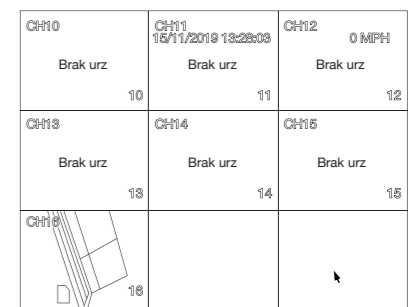 CH10
Brak urz
10
CH11
15/11/2019 13:28:03
Brak urz
11
CH12
0 MPH
Brak urz
12
CH13
Brak urz
13
CH14
Brak urz
14
CH15
Brak urz
15
CH16
16